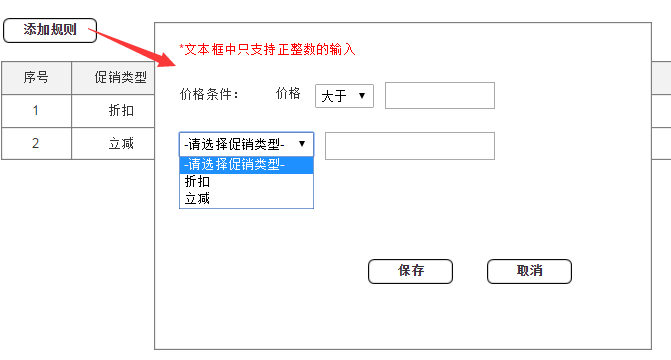 添加规则
序号 促销类型
1 折扣
2 立减
*文本框中只支持正整数的输入
价格条件： 价格 大于
-请选择促销类型-
-请选择促销类型-
折扣
立减
保存 取消